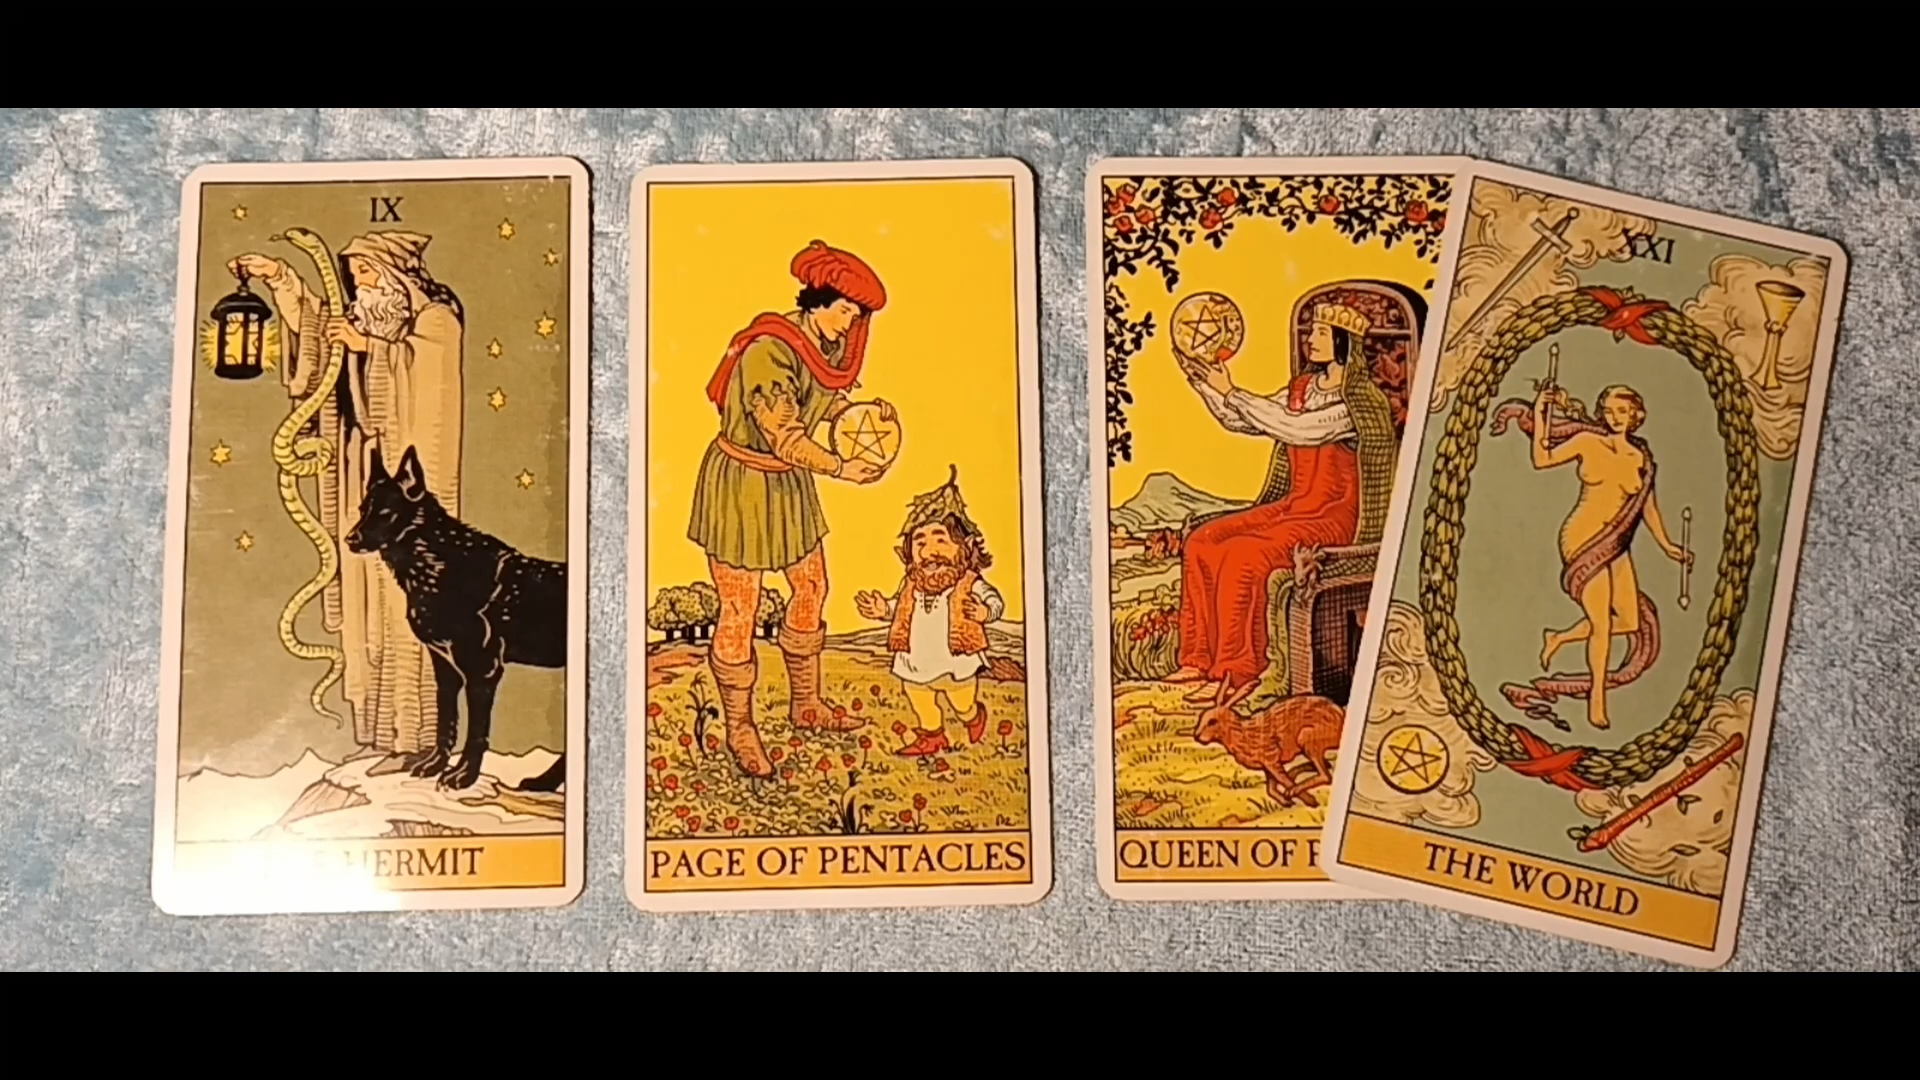 IX
HERMIT
PAGE OF PENTACLES
QUEEN OF
XXI
THE WORLD